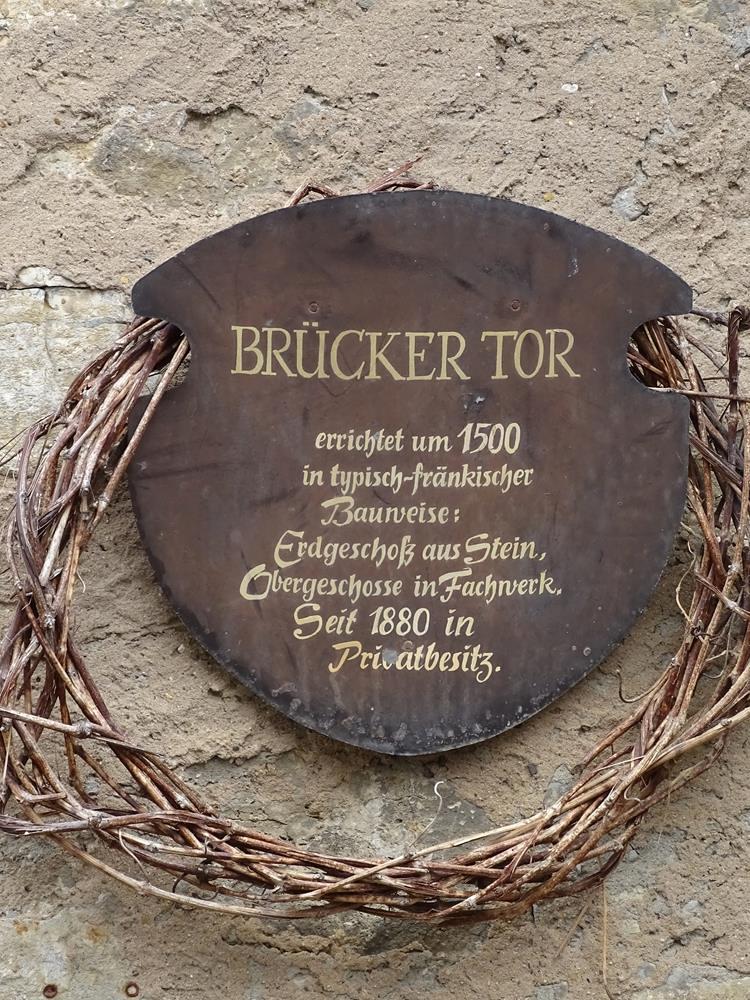 BRÜCKER TOR
errichtet um 1500
in typisch-fränkischer
Bauweise:
Erdgeschoß aus Stein,
Obergeschosse in Fachwerk.
Seit 1880 in
Privatbesitz.